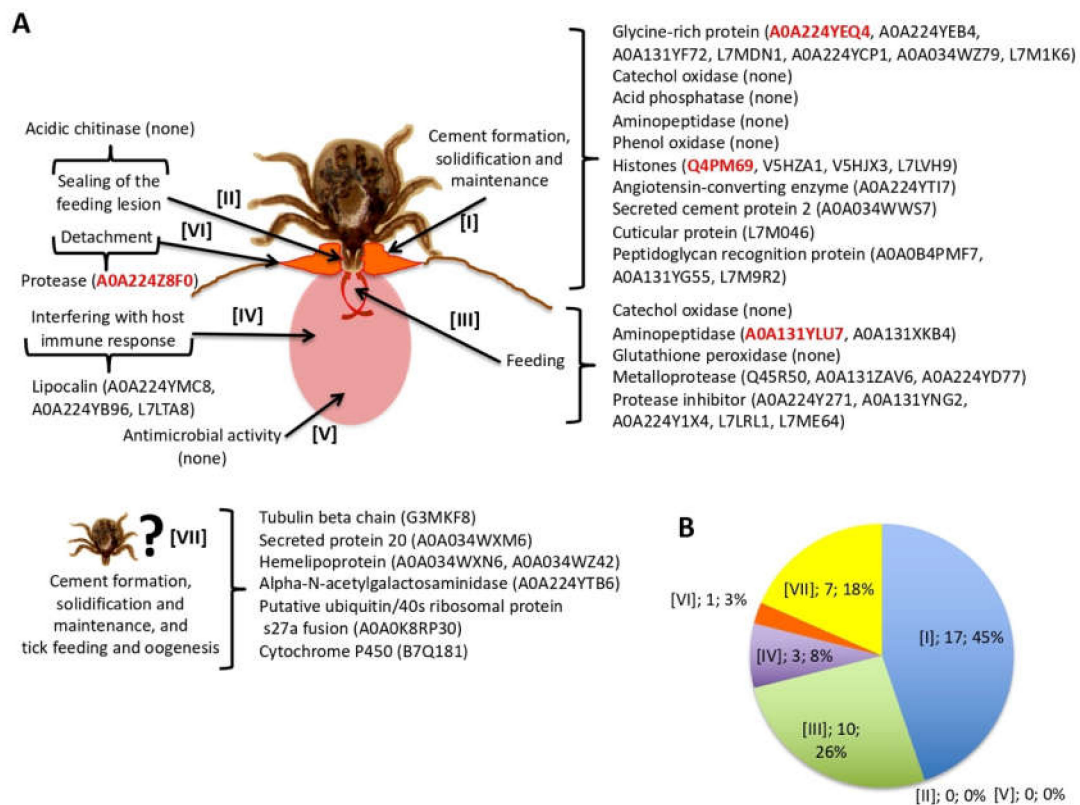 A
Glycine-rich protein (A0A224YEQ4, A0A224YEB4,
A0A131YF72, L7MDN1, A0A224YCP1, A0A034WZ79, L7M1K6)
Catechol oxidase (none)
Acid phosphatase (none)
Aminopeptidase (none)
Phenol oxidase (none)
Histones (Q4PM69, V5HZA1, V5HJX3, L7LVH9)
Angiotensin-converting enzyme (A0A224YTI7)
Secreted cement protein 2 (A0A034WWS7)
Cuticular protein (L7M046)
Peptidoglycan recognition protein (A0A0B4PMF7,
A0A131YG55, L7M9R2)
Cement formation,
solidification and
maintenance
[I]
Acidic chitinase (none)
Sealing of the
feeding lesion
[II]
[VI]
Detachment
Protease (A0A224Z8F0)
Interfering with host
immune response
[IV]
Lipocalin (A0A224YMC8,
A0A224YB96, L7LTA8)
Antimicrobial activity
(none)
[V]
[III]
Feeding
Catechol oxidase (none)
Aminopeptidase (A0A131YLU7, A0A131XKB4)
Glutathione peroxidase (none)
Metalloprotease (Q45R50, A0A131ZAV6, A0A224YD77)
Protease inhibitor (A0A224Y271, A0A131YNG2,
A0A224Y1X4, L7LRL1, L7ME64)
? [VII]
Cement formation,
solidification and
maintenance, and
tick feeding and oogenesis
Tubulin beta chain (G3MKF8)
Secreted protein 20 (A0A034WXM6)
Hemelipoprotein (A0A034WXN6, A0A034WZ42)
Alpha-N-acetylgalactosaminidase (A0A224YTB6)
Putative ubiquitin/40s ribosomal protein
s27a fusion (A0A0K8RP30)
Cytochrome P450 (B7Q181)
B
[VII]; 7; 18%
[VI]; 1; 3%
[I]; 17; 45%
[IV]; 3; 8%
[III]; 10;
26%
[II]; 0; 0% [V]; 0; 0%